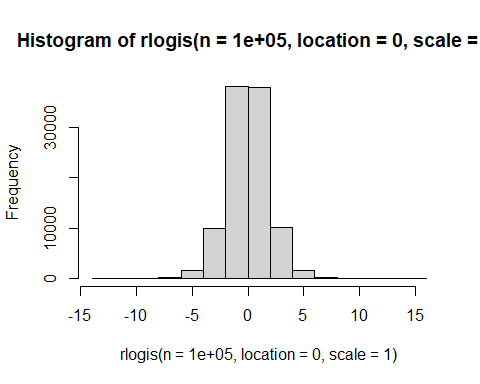 Histogram of rlogis(n = 1e+05, location = 0, scale =
Frequency
30000
10000
0
-15 -10 -5 0 5 10 15
rlogis(n = 1e+05, location = 0, scale = 1)